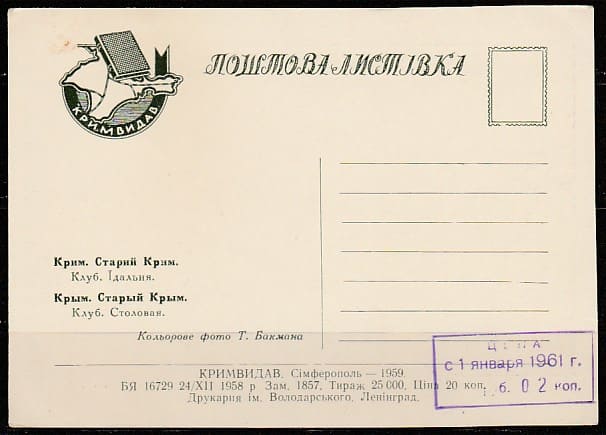 КРИМВИДАВ
ПОШТОВА ЛИСТІВКА
Крим. Старий Крим.
Клуб. Їдальня.
Крым. Старый Крым.
Клуб. Столовая.
Кольорове фото Т. Бакмана
КРИМВИДАВ, Сімферополь — 1959.
БЯ 16729 24/XII 1958 р Зам. 1857. Тираж 25 000. Ціна 20 коп.
Друкарня ім. Володарського, Ленінград.
ЦЕНА
с 1 января 1961 г.
б. 02 коп.